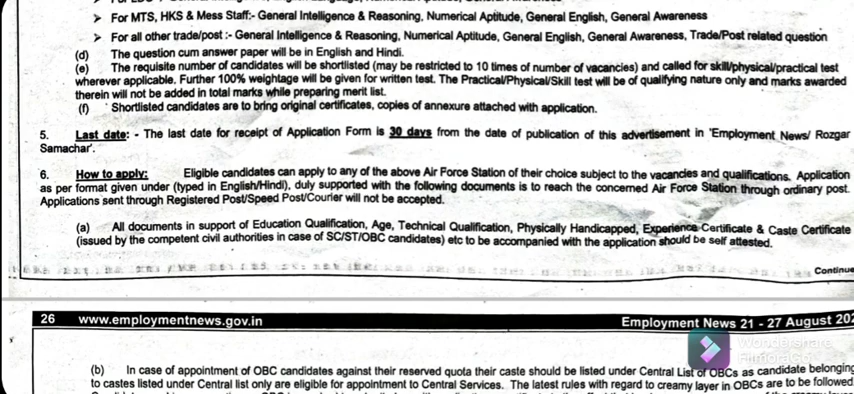 ➤ For MTS, HKS & Mess Staff:- General Intelligence & Reasoning, Numerical Aptitude, General English, General Awareness
➤ For all other trade/post :- General Intelligence & Reasoning, Numerical Aptitude, General English, General Awareness, Trade/Post related question
(d) The question cum answer paper will be in English and Hindi.
(e) The requisite number of candidates will be shortlisted (may be restricted to 10 times of number of vacancies) and called for skill/physical/practical test
wherever applicable. Further 100% weightage will be given for written test. The Practical/Physical/Skill test will be of qualifying nature only and marks awarded
therein will not be added in total marks while preparing merit list.
(f) Shortlisted candidates are to bring original certificates, copies of annexure attached with application.
5. Last date: - The last date for receipt of Application Form is 30 days from the date of publication of this advertisement in 'Employment News/ Rozgar
Samachar'.
6. How to apply: Eligible candidates can apply to any of the above Air Force Station of their choice subject to the vacancies and qualifications. Application
as per format given under (typed in English/Hindi), duly supported with the following documents is to reach the concerned Air Force Station through ordinary post.
Applications sent through Registered Post/Speed Post/Courier will not be accepted.
(a) All documents in support of Education Qualification, Age, Technical Qualification, Physically Handicapped, Experience Certificate & Caste Certificate
(issued by the competent civil authorities in case of SC/ST/OBC candidates) etc to be accompanied with the application should be self attested.
Continue
26 www.employmentnews.gov.in Employment News 21 - 27 August 202
Wondershare
FilmoraGo
(b) In case of appointment of OBC candidates against their reserved quota their caste should be listed under Central List of OBCs as candidate belonging
to castes listed under Central list only are eligible for appointment to Central Services. The latest rules with regard to creamy layer in OBCs are to be followed